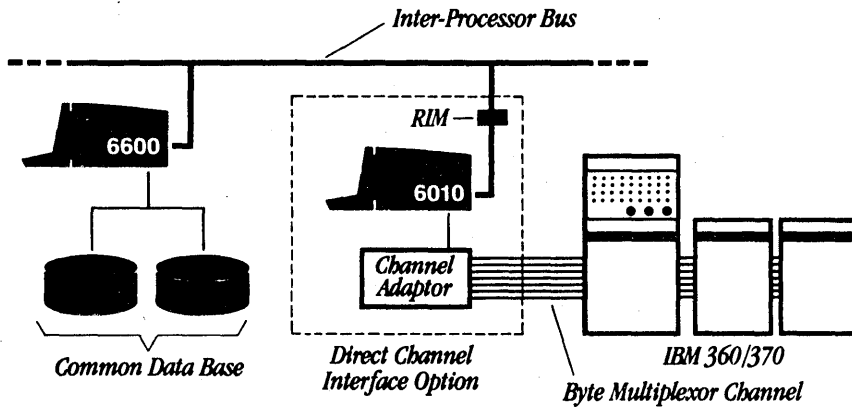 Inter-Processor Bus
RIM
6600
6010
Channel
Adaptor
Common Data Base
Direct Channel
Interface Option
IBM 360/370
Byte Multiplexor Channel